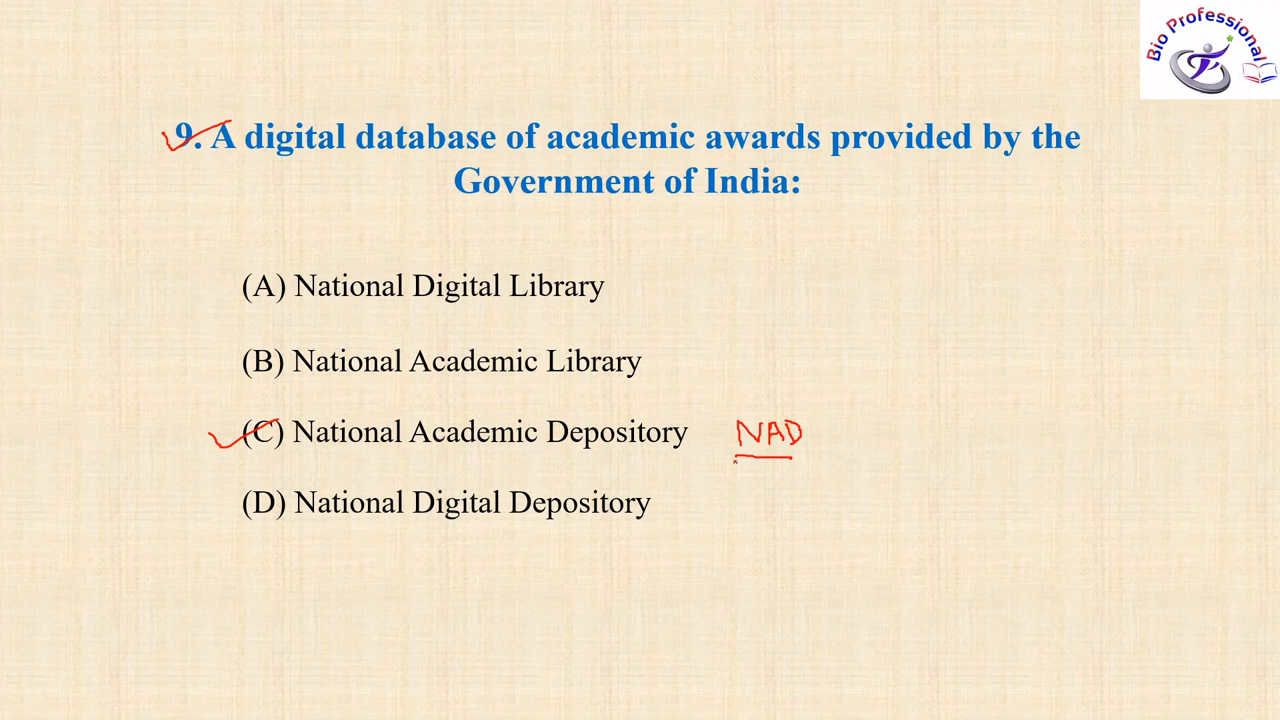 Bio Professional
9. A digital database of academic awards provided by the
Government of India:
(A) National Digital Library
(B) National Academic Library
(C) National Academic Depository NAD
(D) National Digital Depository